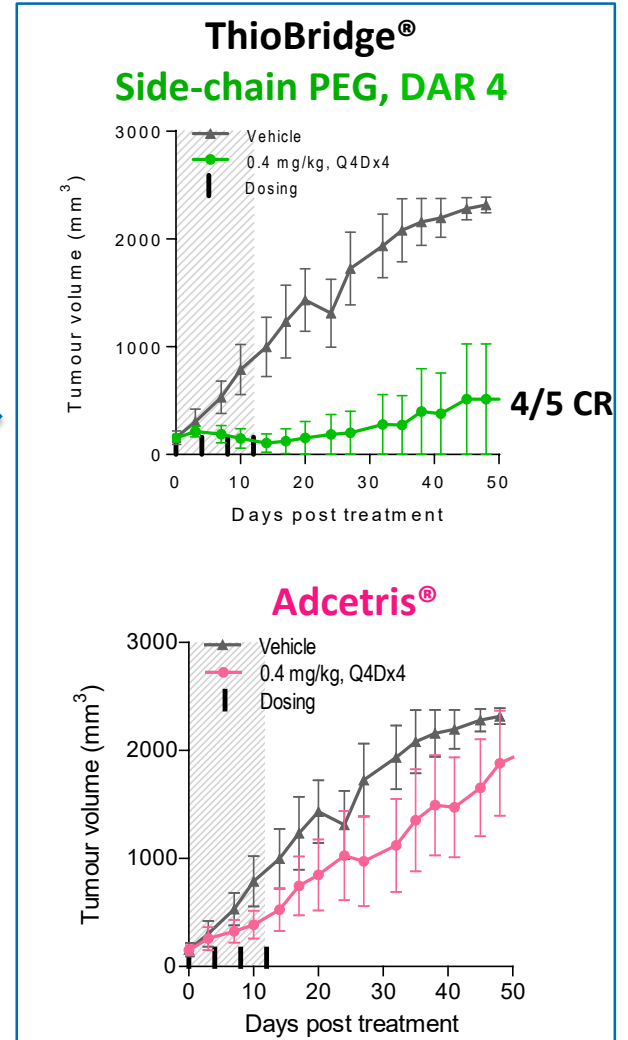 ThioBridge®
Side-chain PEG, DAR 4
3000
2000
1000
0
Tumour volume (mm³)
Vehicle
0.4 mg/kg, Q4Dx4
Dosing
4/5 CR
0 10 20 30 40 50
Days post treatment
Adcetris®
3000
2000
1000
0
Tumour volume (mm³)
Vehicle
0.4 mg/kg, Q4Dx4
Dosing
0 10 20 30 40 50
Days post treatment